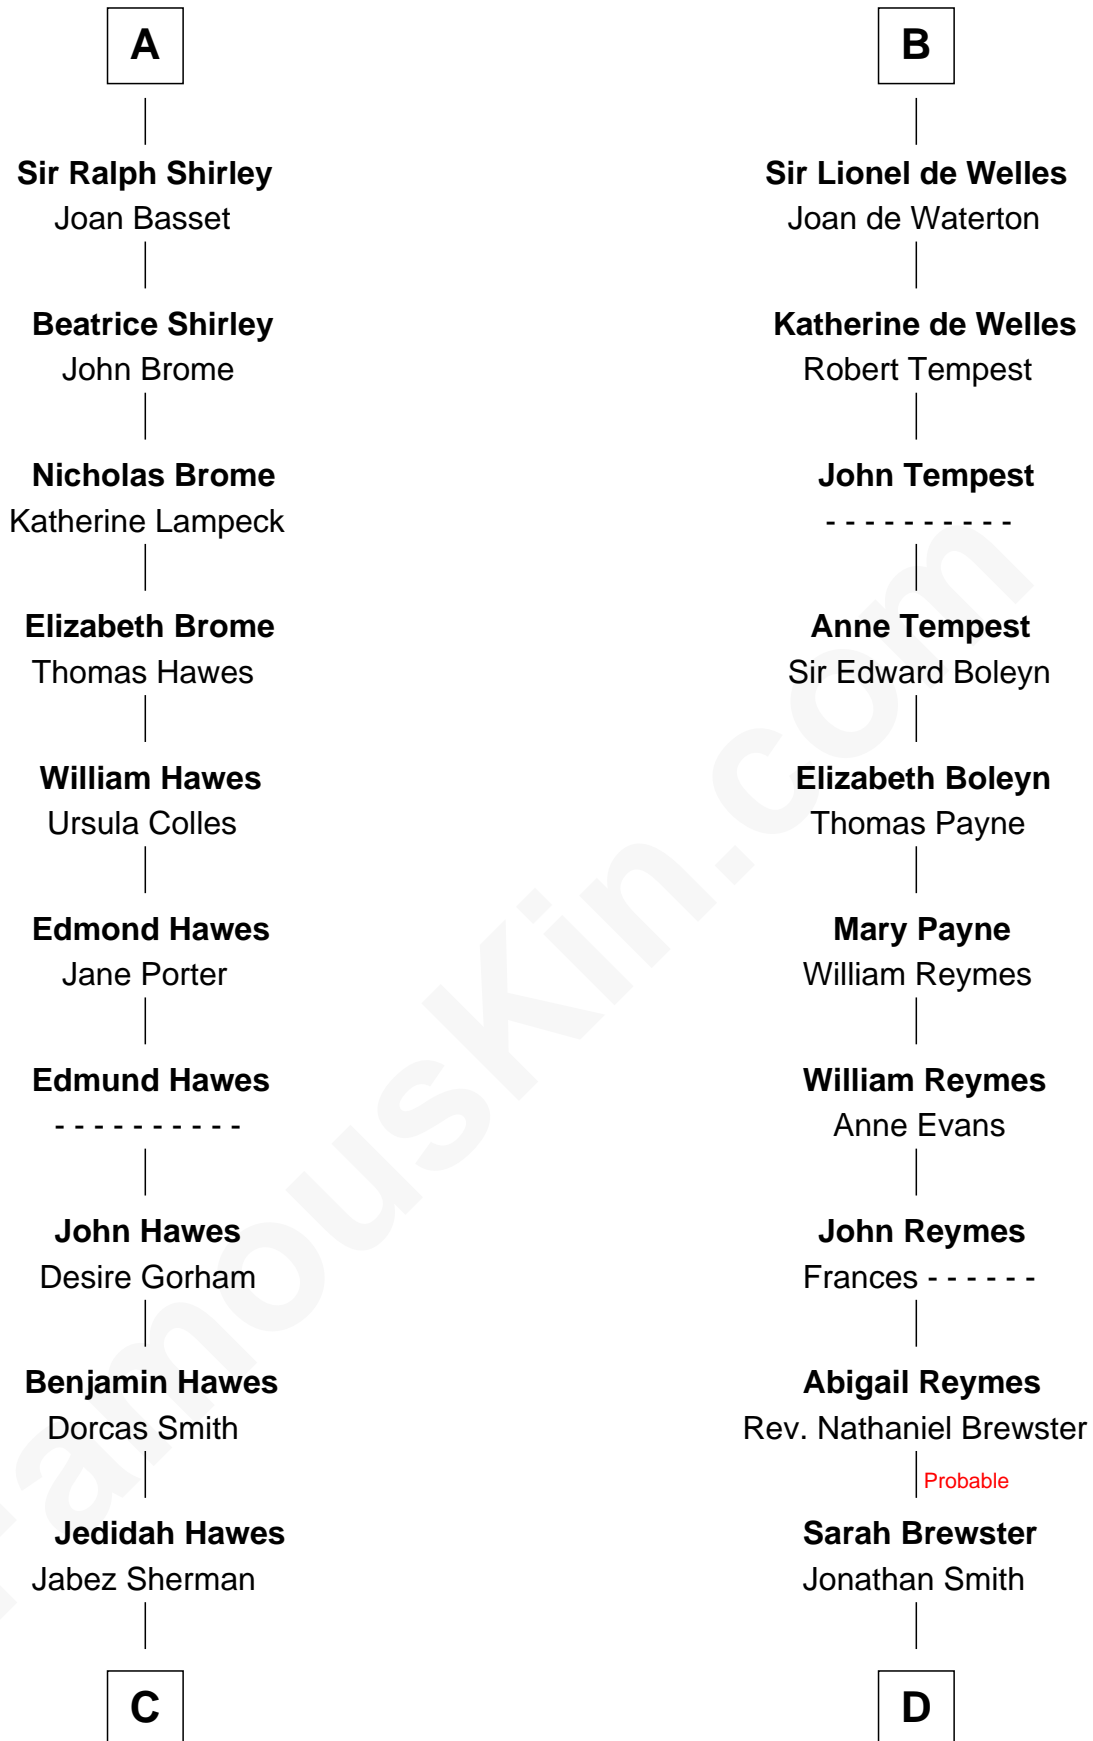 A
Sir Ralph Shirley
Joan Basset
Beatrice Shirley
John Brome
Nicholas Brome
Katherine Lampeck
Elizabeth Brome
Thomas Hawes
William Hawes
Ursula Colles
Edmond Hawes
Jane Porter
Edmund Hawes
- - - - - - - - - -
John Hawes
Desire Gorham
Benjamin Hawes
Dorcas Smith
Jedidah Hawes
Jabez Sherman
C
B
Sir Lionel de Welles
Joan de Waterton
Katherine de Welles
Robert Tempest
John Tempest
- - - - - - - - - -
Anne Tempest
Sir Edward Boleyn
Elizabeth Boleyn
Thomas Payne
Mary Payne
William Reymes
William Reymes
Anne Evans
John Reymes
Frances - - - - - -
Abigail Reymes
Rev. Nathaniel Brewster
Probable
Sarah Brewster
Jonathan Smith
D
FamousKin.com